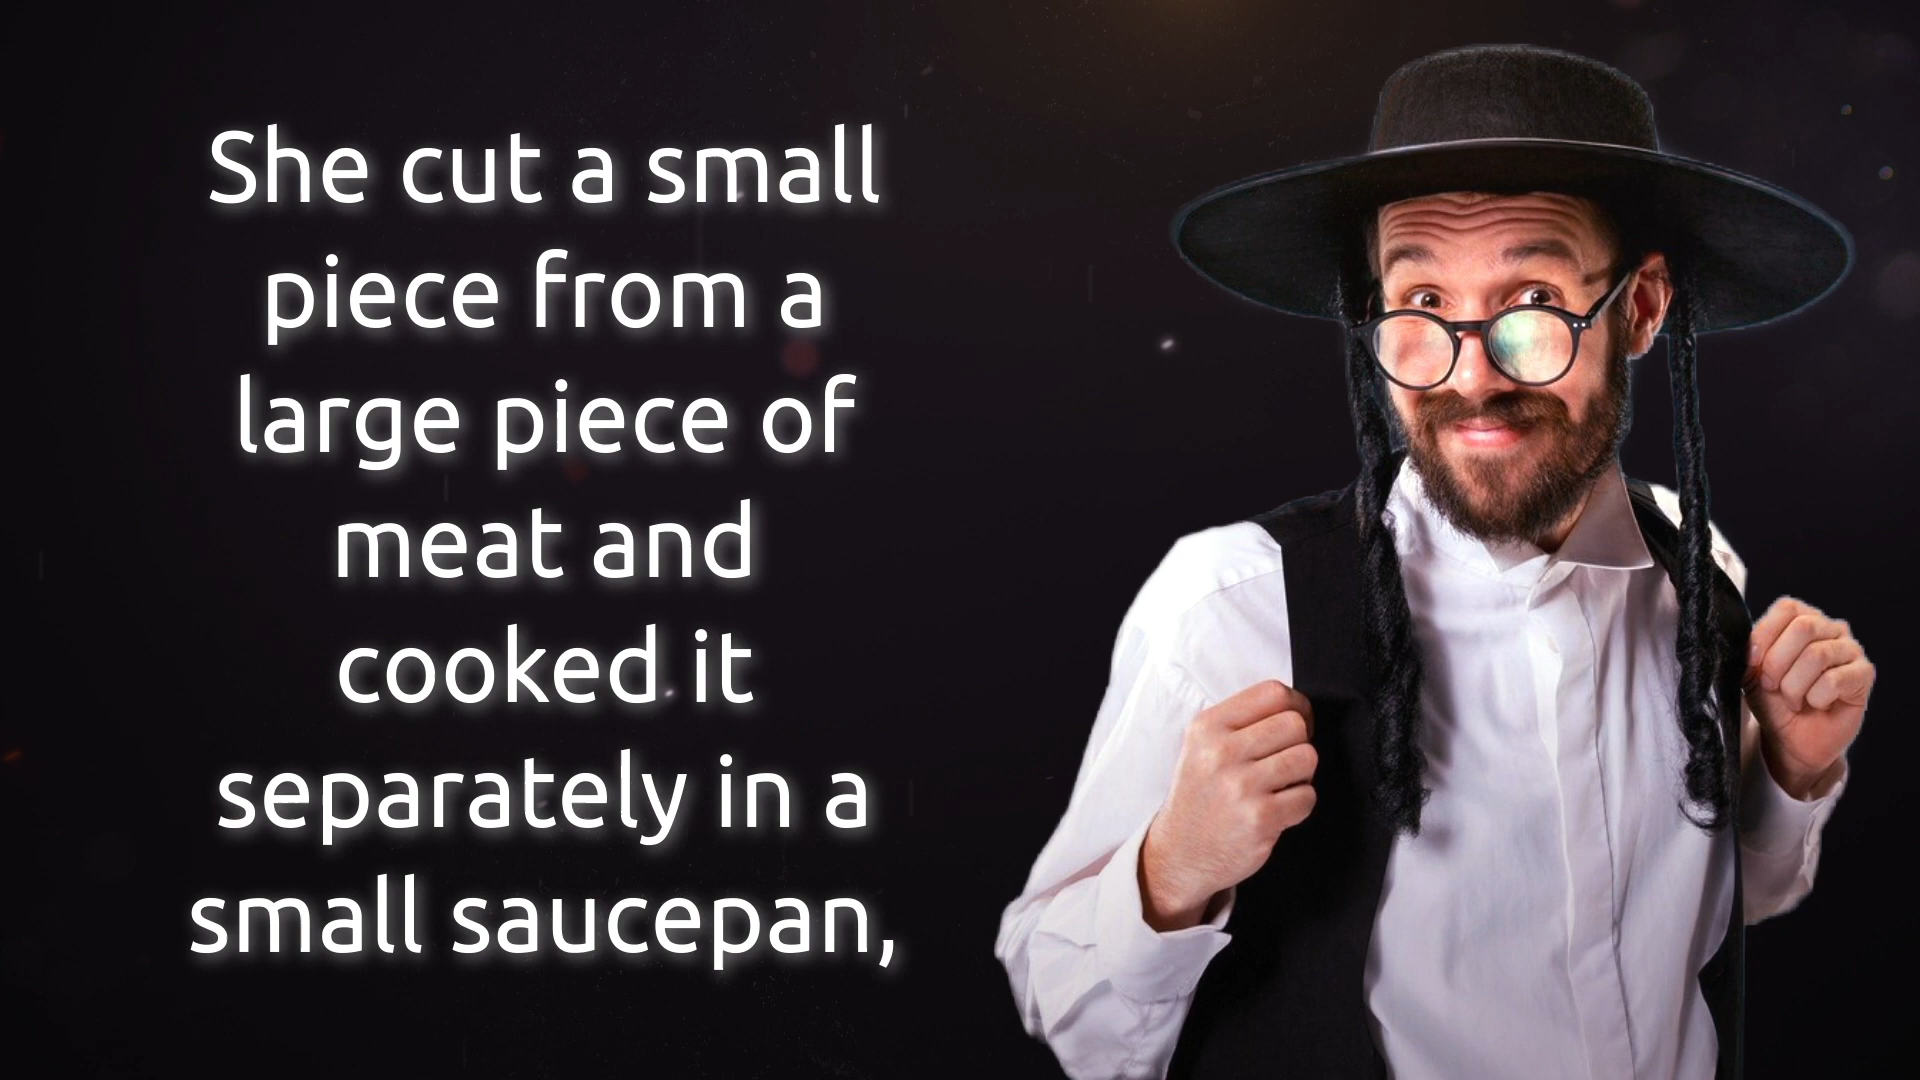 She cut a small
piece from a
large piece of
meat and
cooked it
separately in a
small saucepan,